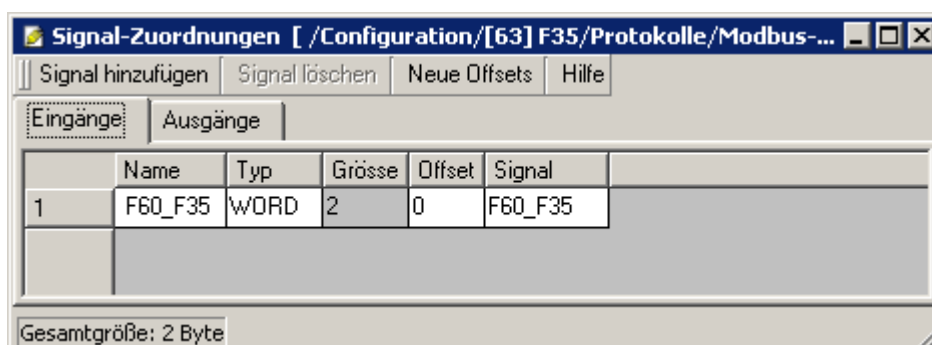 Signal-Zuordnungen [ /Configuration/[63] F35/Protokolle/Modbus-...
Signal hinzufügen Signal löschen Neue Offsets Hilfe
Eingänge Ausgänge
Name Typ Grösse Offset Signal
1 F60_F35 WORD 2 0 F60_F35
Gesamtgröße: 2 Byte